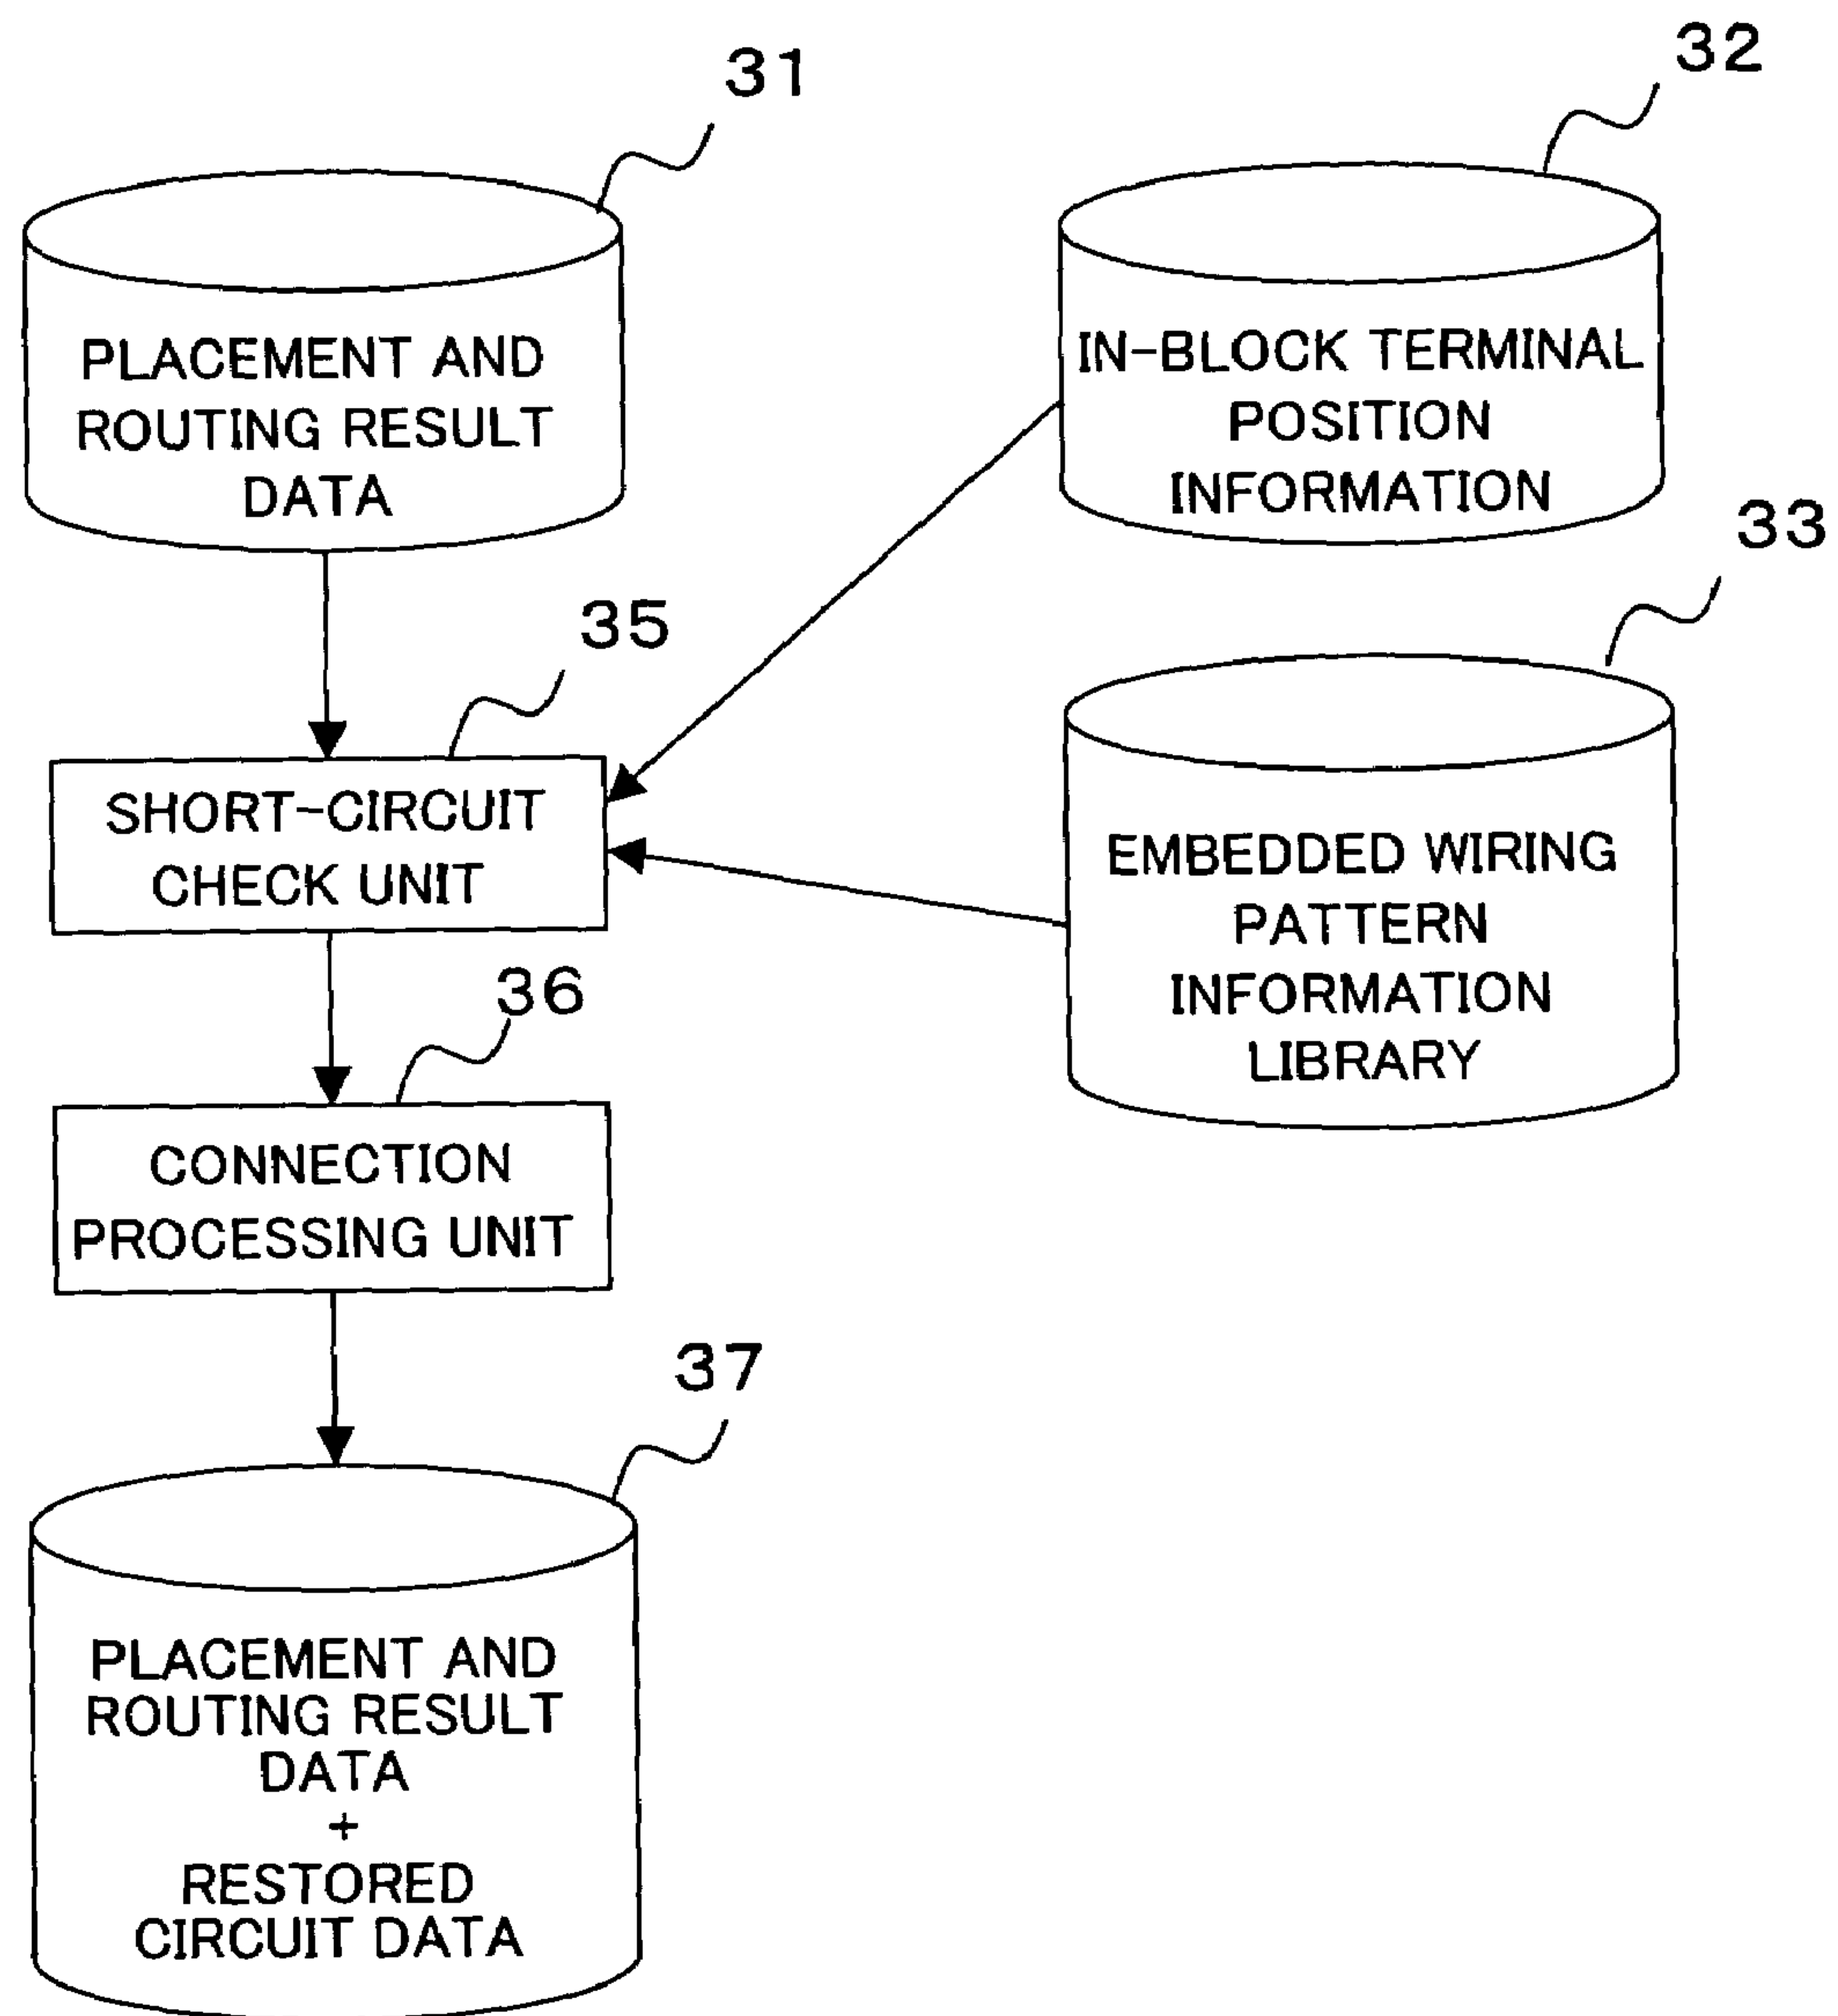 31
PLACEMENT AND
ROUTING RESULT
DATA
32
IN-BLOCK TERMINAL
POSITION
INFORMATION
33
EMBEDDED WIRING
PATTERN
INFORMATION
LIBRARY
35
SHORT-CIRCUIT
CHECK UNIT
36
CONNECTION
PROCESSING UNIT
37
PLACEMENT AND
ROUTING RESULT
DATA
+
RESTORED
CIRCUIT DATA